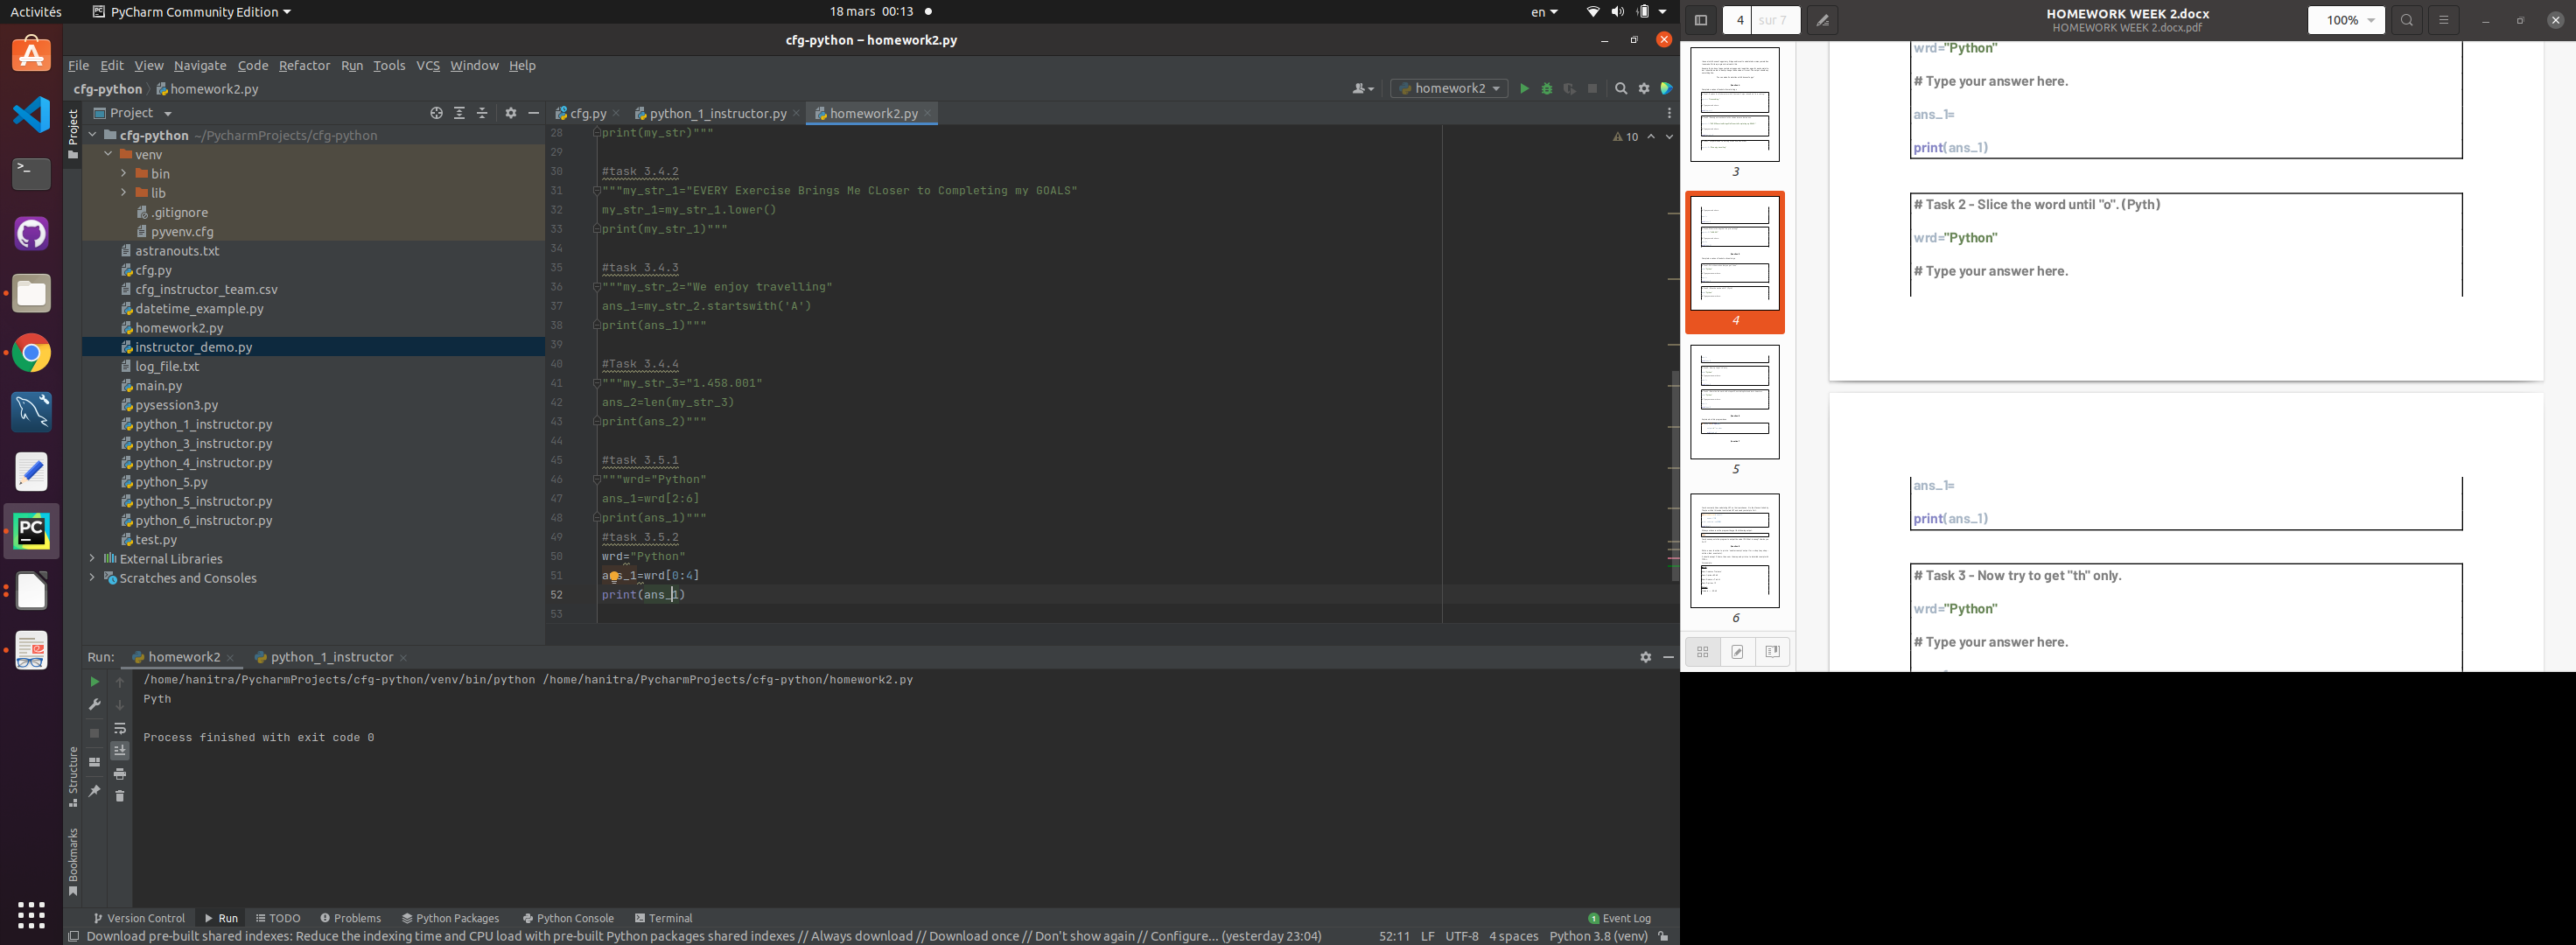 Activités
PyCharm Community Edition
18 mars 00:13
en
cfg-python – homework2.py
File Edit View Navigate Code Refactor Run Tools VCS Window Help
cfg-python
homework2.py
homework2
Project
Project
cfg-python ~/PycharmProjects/cfg-python
venv
bin
lib
.gitignore
pyvenv.cfg
astranouts.txt
cfg.py
cfg_instructor_team.csv
datetime_example.py
homework2.py
instructor_demo.py
log_file.txt
main.py
pysession3.py
python_1_instructor.py
python_3_instructor.py
python_4_instructor.py
python_5.py
python_5_instructor.py
python_6_instructor.py
test.py
External Libraries
Scratches and Consoles
cfg.py
python_1_instructor.py
homework2.py
10
28 print(my_str)"""
29
30 #task 3.4.2
31 """my_str_1="EVERY Exercise Brings Me CLoser to Completing my GOALS"
32 my_str_1=my_str_1.lower()
33 print(my_str_1)"""
34
35 #task 3.4.3
36 """my_str_2="We enjoy travelling"
37 ans_1=my_str_2.startswith('A')
38 print(ans_1)"""
39
40 #Task 3.4.4
41 """my_str_3="1.458.001"
42 ans_2=len(my_str_3)
43 print(ans_2)"""
44
45 #task 3.5.1
46 """wrd="Python"
47 ans_1=wrd[2:6]
48 print(ans_1)"""
49 #task 3.5.2
50 wrd="Python"
51 ans_1=wrd[0:4]
52 print(ans_1)
53
Run:
homework2
python_1_instructor
/home/hanitra/PycharmProjects/cfg-python/venv/bin/python /home/hanitra/PycharmProjects/cfg-python/homework2.py
Pyth
Process finished with exit code 0
Structure
Bookmarks
Version Control
Run
TODO
Problems
Python Packages
Python Console
Terminal
1 Event Log
Download pre-built shared indexes: Reduce the indexing time and CPU load with pre-built Python packages shared indexes // Always download // Download once // Don't show again // Configure... (yesterday 23:04)
52:11 LF UTF-8 4 spaces Python 3.8 (venv)
4 sur 7
HOMEWORK WEEK 2.docx
HOMEWORK WEEK 2.docx.pdf
100%
3
4
5
6
wrd="Python"
# Type your answer here.
ans_1=
print(ans_1)
# Task 2 - Slice the word until "o". (Pyth)
wrd="Python"
# Type your answer here.
ans_1=
print(ans_1)
# Task 3 - Now try to get "th" only.
wrd="Python"
# Type your answer here.